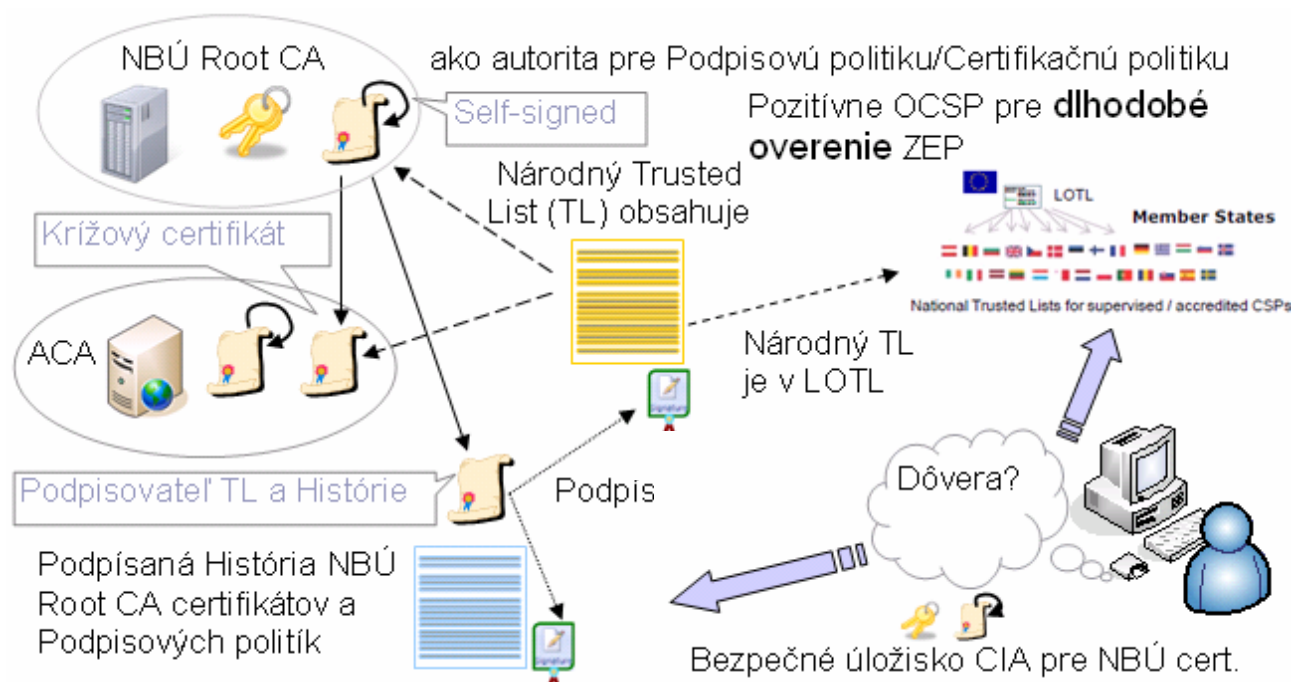 NBÚ Root CA
ako autorita pre Podpisovú politiku/Certifikačnú politiku
Self-signed
Pozitívne OCSP pre dlhodobé
overenie ZEP
Národný Trusted
List (TL) obsahuje
LOTL
Member States
National Trusted Lists for supervised / accredited CSPs
Krížový certifikát
ACA
Národný TL
je v LOTL
signature
Podpisovateľ TL a Histórie
Podpis
Dôvera?
Podpísaná História NBÚ
Root CA certifikátov a
Podpisových politík
signature
Bezpečné úložisko CIA pre NBÚ cert.